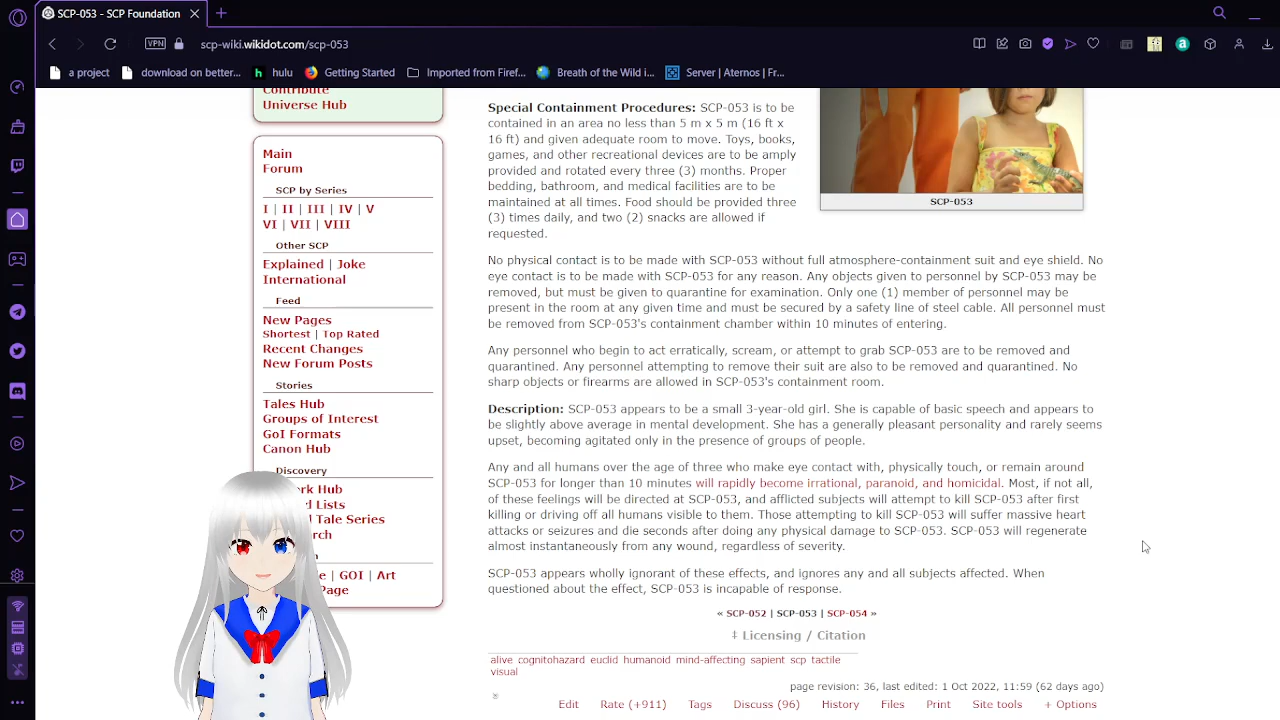 SCP-053 - SCP Foundation
VPN scp-wiki.wikidot.com/scp-053
a project download on better... hulu Getting Started Imported from Firef... Breath of the Wild i... Server | Aternos | Fr...
Contribute
Universe Hub
Main
Forum
SCP by Series
I | II | III | IV | V
VI | VII | VIII
Other SCP
Explained | Joke
International
Feed
New Pages
Shortest | Top Rated
Recent Changes
New Forum Posts
Stories
Tales Hub
Groups of Interest
GoI Formats
Canon Hub
Discovery
rk Hub
d Lists
Tale Series
rch
e | GOI | Art
Page
Special Containment Procedures: SCP-053 is to be
contained in an area no less than 5 m x 5 m (16 ft x
16 ft) and given adequate room to move. Toys, books,
games, and other recreational devices are to be amply
provided and rotated every three (3) months. Proper
bedding, bathroom, and medical facilities are to be
maintained at all times. Food should be provided three
(3) times daily, and two (2) snacks are allowed if
requested.
SCP-053
No physical contact is to be made with SCP-053 without full atmosphere-containment suit and eye shield. No
eye contact is to be made with SCP-053 for any reason. Any objects given to personnel by SCP-053 may be
removed, but must be given to quarantine for examination. Only one (1) member of personnel may be
present in the room at any given time and must be secured by a safety line of steel cable. All personnel must
be removed from SCP-053's containment chamber within 10 minutes of entering.
Any personnel who begin to act erratically, scream, or attempt to grab SCP-053 are to be removed and
quarantined. Any personnel attempting to remove their suit are also to be removed and quarantined. No
sharp objects or firearms are allowed in SCP-053's containment room.
Description: SCP-053 appears to be a small 3-year-old girl. She is capable of basic speech and appears to
be slightly above average in mental development. She has a generally pleasant personality and rarely seems
upset, becoming agitated only in the presence of groups of people.
Any and all humans over the age of three who make eye contact with, physically touch, or remain around
SCP-053 for longer than 10 minutes will rapidly become irrational, paranoid, and homicidal. Most, if not all,
of these feelings will be directed at SCP-053, and afflicted subjects will attempt to kill SCP-053 after first
killing or driving off all humans visible to them. Those attempting to kill SCP-053 will suffer massive heart
attacks or seizures and die seconds after doing any physical damage to SCP-053. SCP-053 will regenerate
almost instantaneously from any wound, regardless of severity.
SCP-053 appears wholly ignorant of these effects, and ignores any and all subjects affected. When
questioned about the effect, SCP-053 is incapable of response.
« SCP-052 | SCP-053 | SCP-054 »
‡ Licensing / Citation
alive cognitohazard euclid humanoid mind-affecting sapient scp tactile
visual
page revision: 36, last edited: 1 Oct 2022, 11:59 (62 days ago)
Edit Rate (+911) Tags Discuss (96) History Files Print Site tools + Options